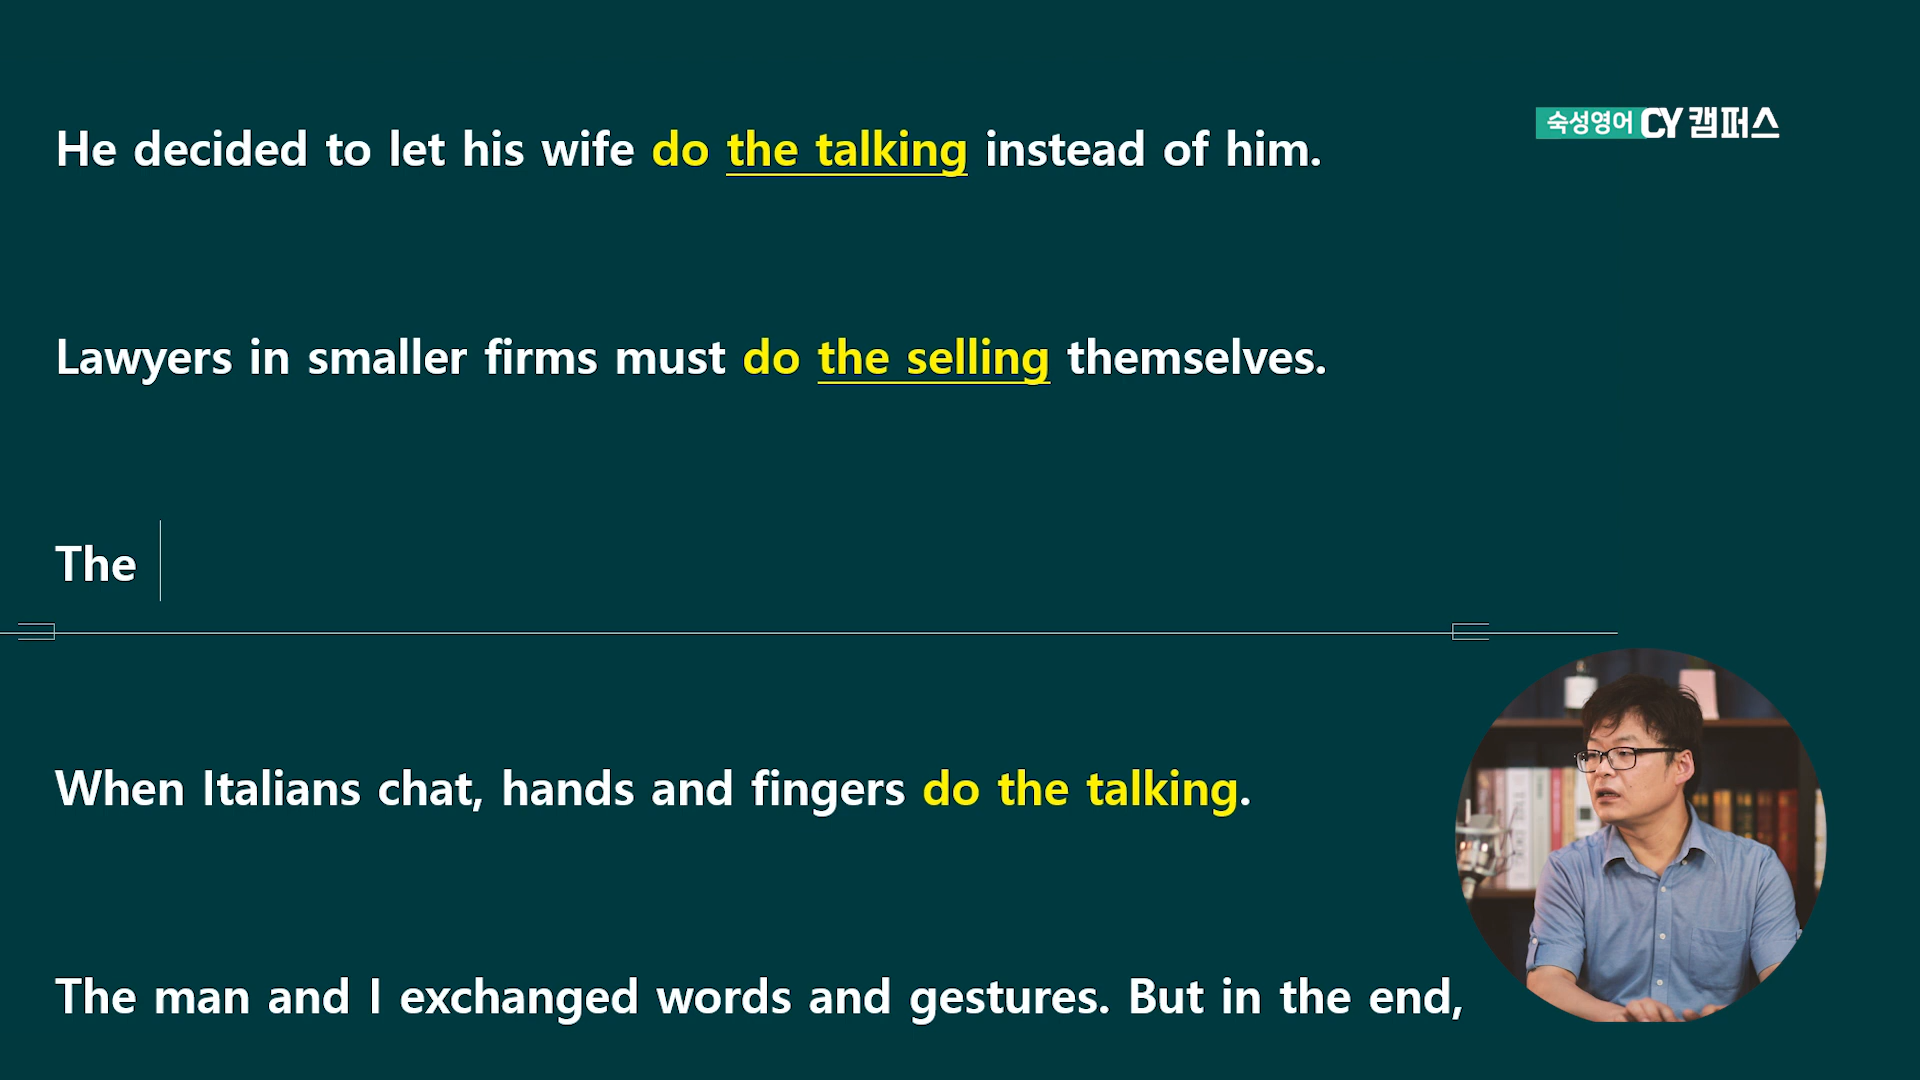 He decided to let his wife do the talking instead of him.
숙성영어 CY캠퍼스
Lawyers in smaller firms must do the selling themselves.
The
When Italians chat, hands and fingers do the talking.
The man and I exchanged words and gestures. But in the end,